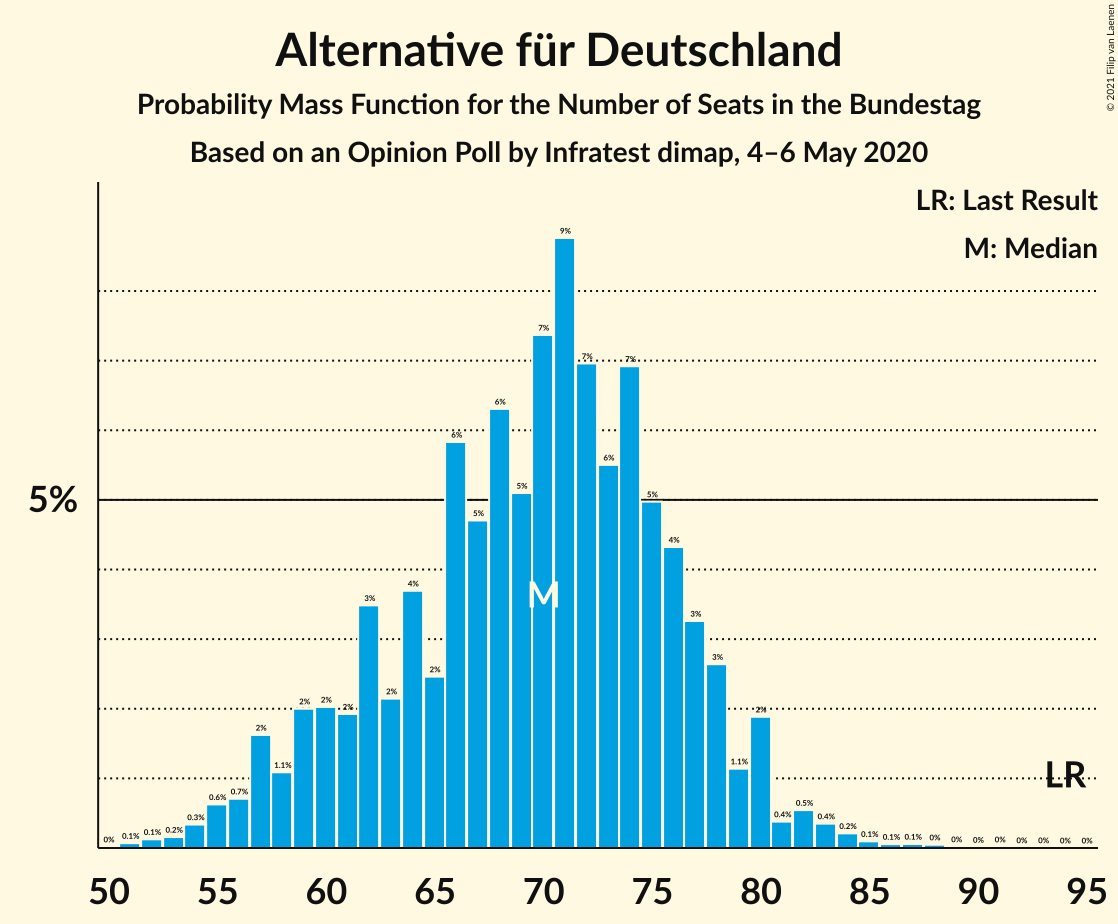 Alternative für Deutschland
Probability Mass Function for the Number of Seats in the Bundestag
Based on an Opinion Poll by Infratest dimap, 4–6 May 2020
© 2021 Filip van Laenen
LR: Last Result
M: Median
5%
0% 0.1% 0.1% 0.2% 0.3% 0.6% 0.7% 2% 1.1% 2% 2% 2% 3% 2% 4% 2% 6% 5% 6% 5% 7% 9% 7% 6% 7% 5% 4% 3% 3% 1.1% 2% 0.4% 0.5% 0.4% 0.2% 0.1% 0.1% 0.1% 0% 0% 0% 0% 0% 0% 0% 0%
M
LR
50 55 60 65 70 75 80 85 90 95